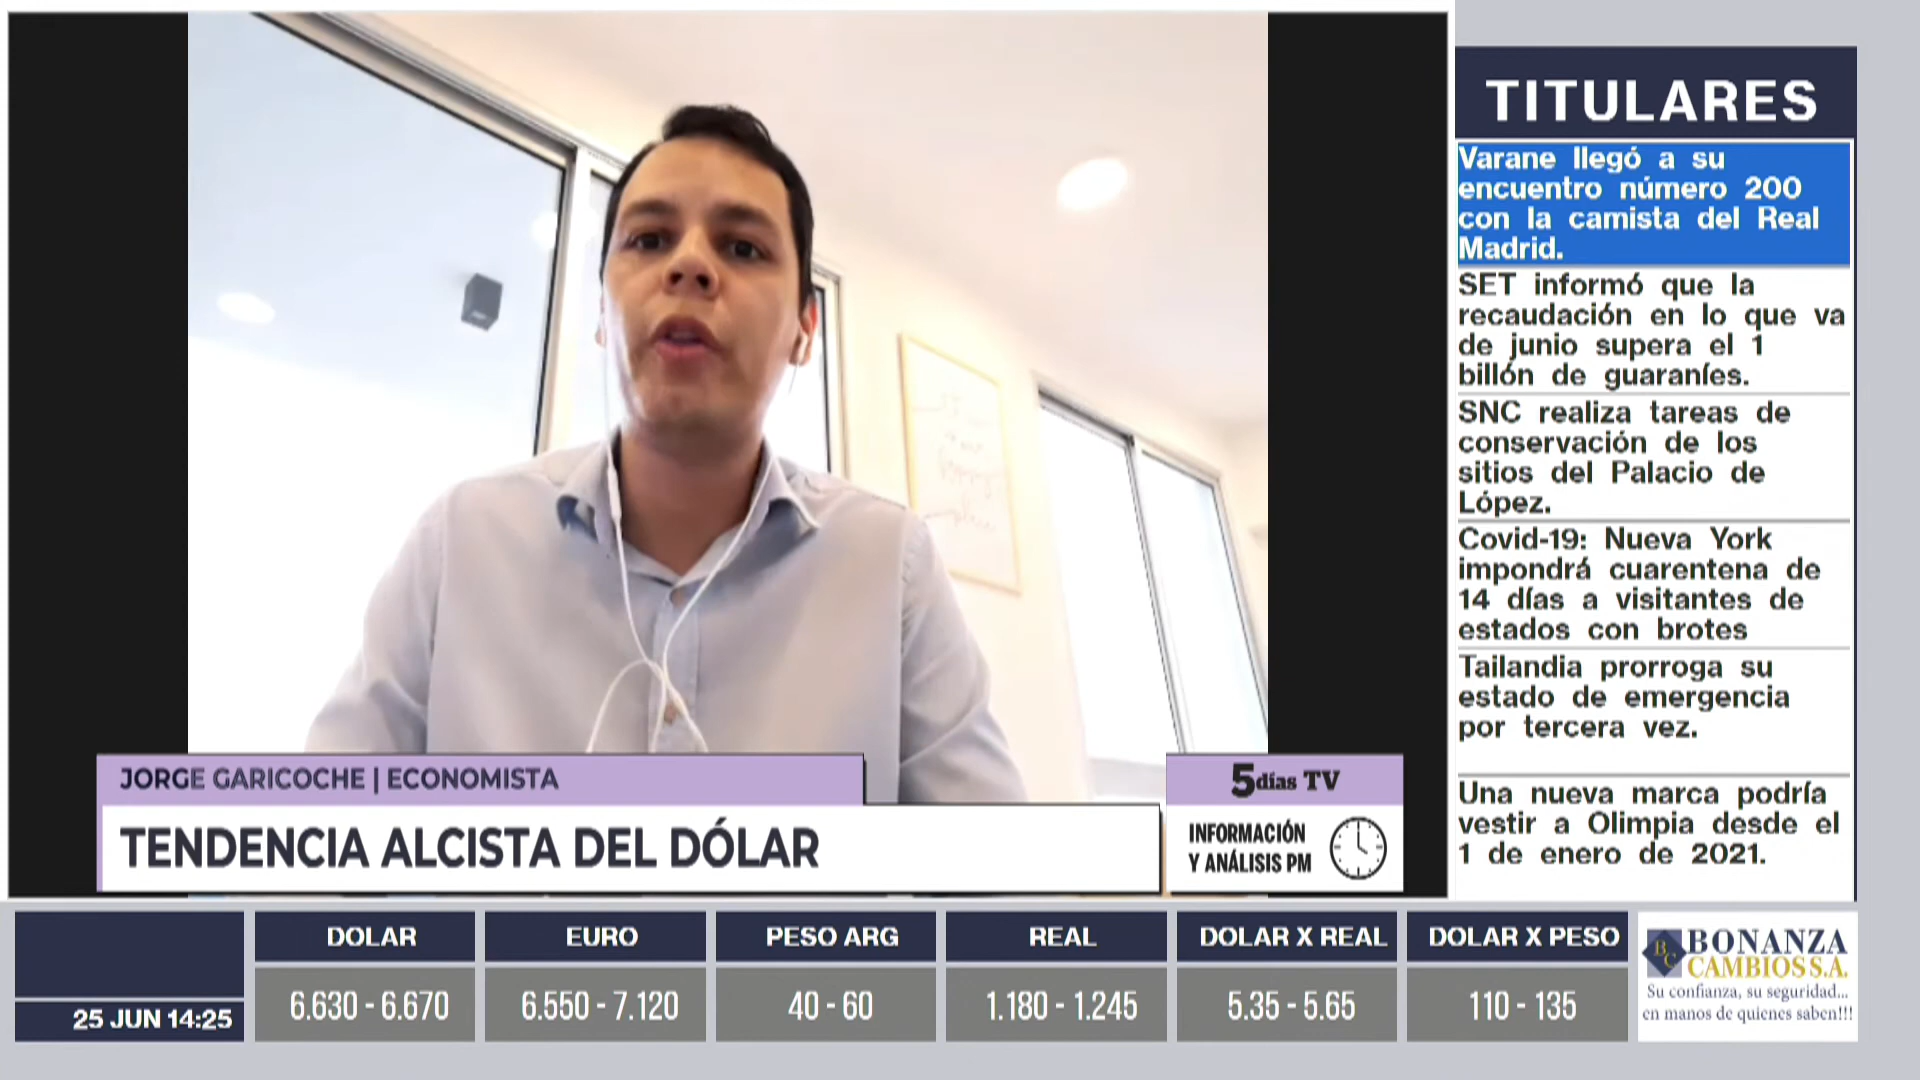 TITULARES
Varane llegó a su
encuentro número 200
con la camista del Real
Madrid.
SET informó que la
recaudación en lo que va
de junio supera el 1
billón de guaraníes.
SNC realiza tareas de
conservación de los
sitios del Palacio de
López.
Covid-19: Nueva York
impondrá cuarentena de
14 días a visitantes de
estados con brotes
Tailandia prorroga su
estado de emergencia
por tercera vez.
Una nueva marca podría
vestir a Olimpia desde el
1 de enero de 2021.
JORGE GARICOCHE | ECONOMISTA
TENDENCIA ALCISTA DEL DÓLAR
5días TV
INFORMACIÓN
Y ANÁLISIS PM
25 JUN 14:25
DOLAR
6.630 - 6.670
EURO
6.550 - 7.120
PESO ARG
40 - 60
REAL
1.180 - 1.245
DOLAR X REAL
5.35 - 5.65
DOLAR X PESO
110 - 135
BC
BONANZA
CAMBIOS S.A.
Su confianza, su seguridad...
en manos de quienes saben!!!